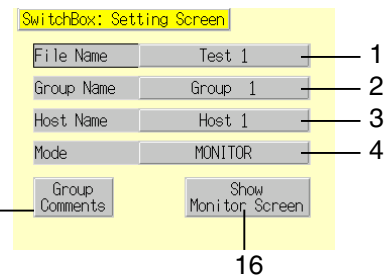 SwitchBox: Setting Screen
File Name Test 1 1
Group Name Group 1 2
Host Name Host 1 3
Mode MONITOR 4
Group Comments
Show Monitor Screen
16